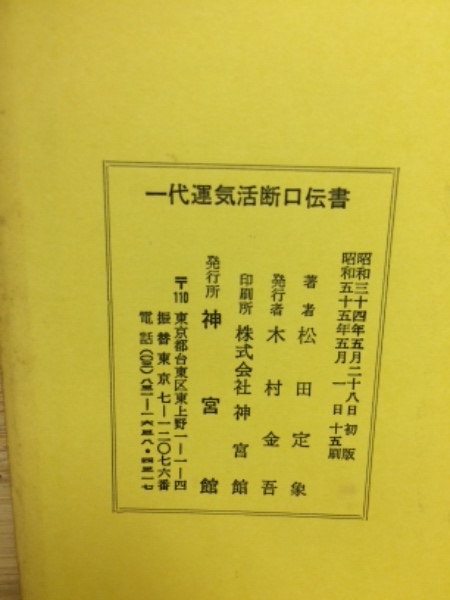 一代運気活断口伝書
昭和三十四年五月二十八日 初版
昭和五十五年五月 一日 十五刷
著者 松田定象
発行者 木村金吾
印刷所 株式会社神宮館
発行所 神宮館
〒110 東京都台東区東上野一ー一ー四
振替東京七ー一二〇七六番